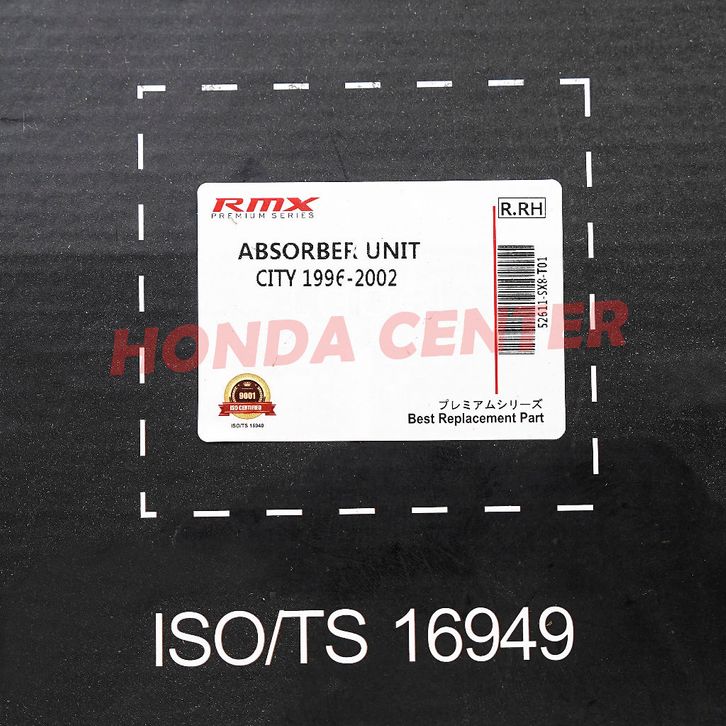 RMX
PREMIUM SERIES
R.RH
ABSORBER UNIT
CITY 1996-2002
52611-SX8-T01
HONDA CENTER
9001
ISO CERTIFIED
ISO/TS 16949
プレミアムシリーズ
Best Replacement Part
ISO/TS 16949